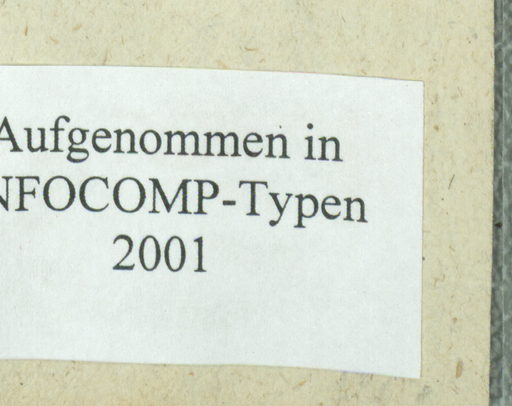 Aufgenommen in
NFOCOMP-Typen
2001